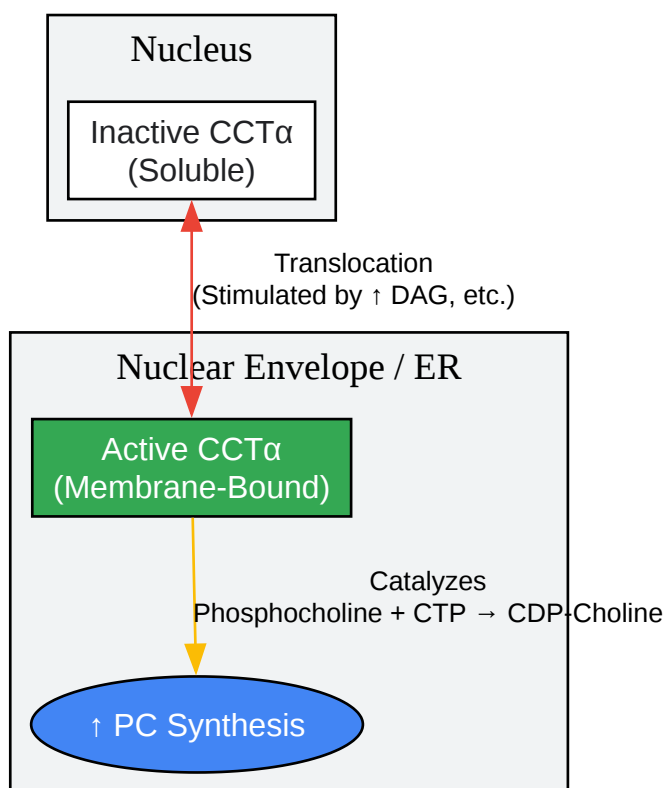 Nucleus
Inactive CCTα
(Soluble)
Translocation
(Stimulated by ↑ DAG, etc.)
Nuclear Envelope / ER
Active CCTα
(Membrane-Bound)
Catalyzes
Phosphocholine + CTP → CDP-Choline
↑ PC Synthesis